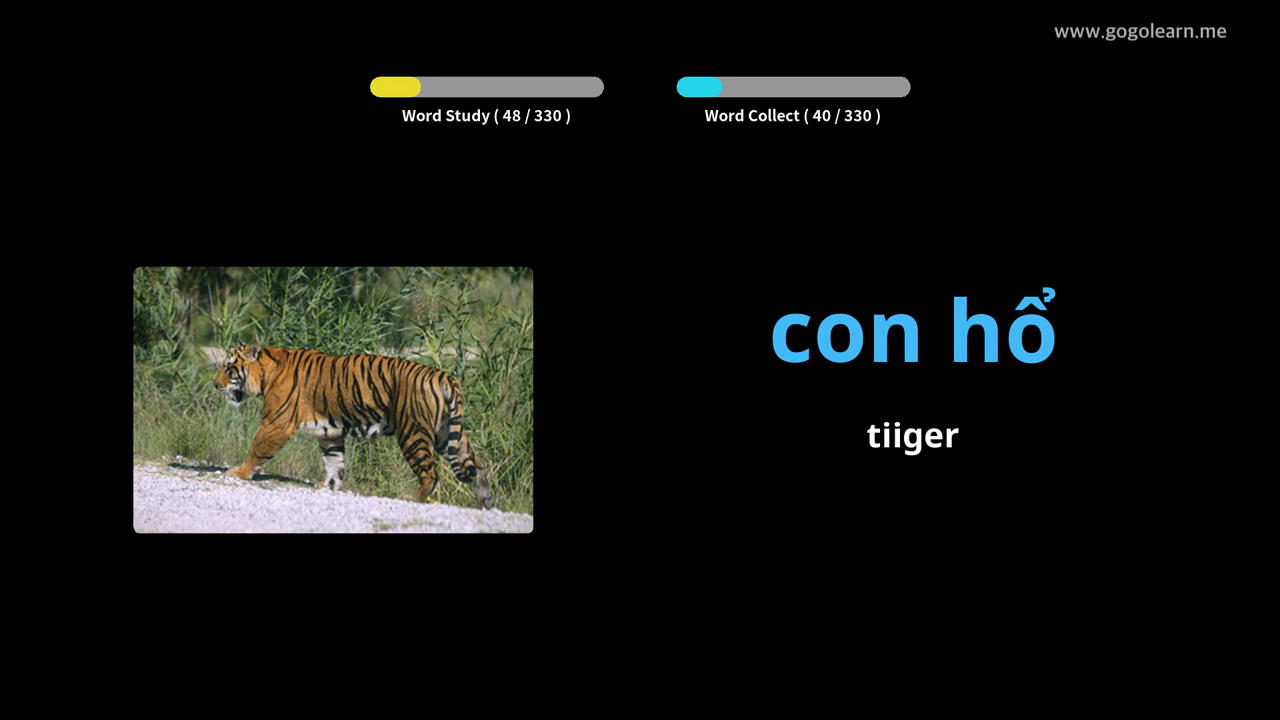 www.gogolearn.me
Word Study ( 48 / 330 )
Word Collect ( 40 / 330 )
con hổ
tiiger